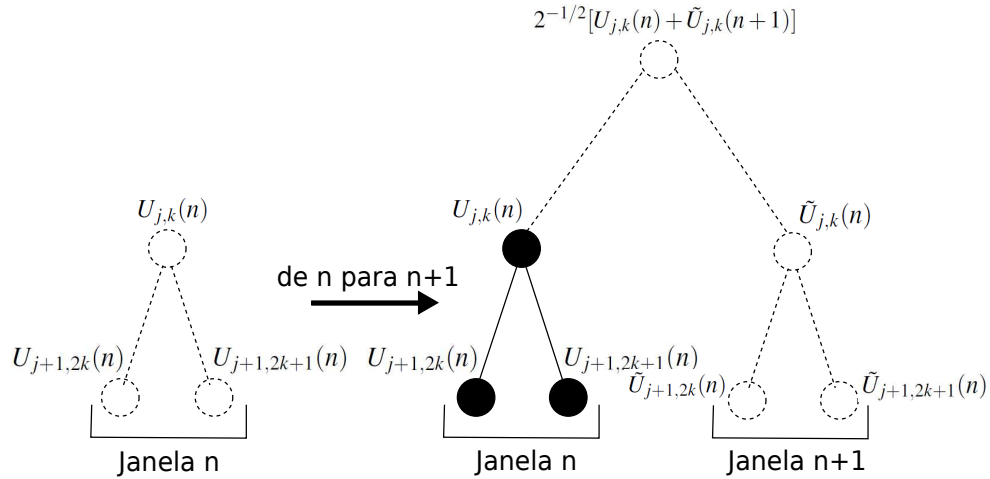 2^{-1/2}[U_{j,k}(n) + Ũ_{j,k}(n+1)]
U_{j,k}(n)
U_{j,k}(n)
Ũ_{j,k}(n)
de n para n+1
U_{j+1,2k}(n)
U_{j+1,2k+1}(n)
U_{j+1,2k}(n)
U_{j+1,2k+1}(n)
Ũ_{j+1,2k}(n)
Ũ_{j+1,2k+1}(n)
Janela n
Janela n
Janela n+1